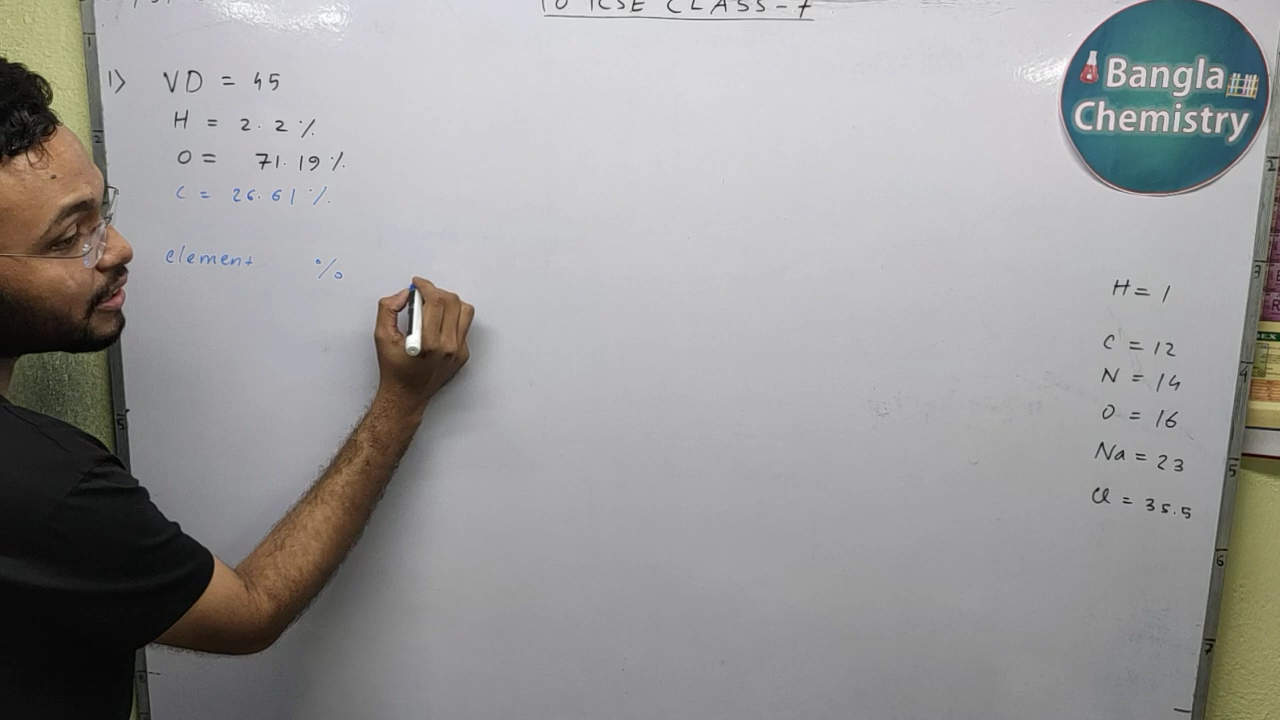 10 ICSE CLASS-7
1) VD = 45
H = 2.2 %
O = 71.19 %
C = 26.61 %
element %
Bangla
Chemistry
H = 1
C = 12
N = 14
O = 16
Na = 23
Cl = 35.5